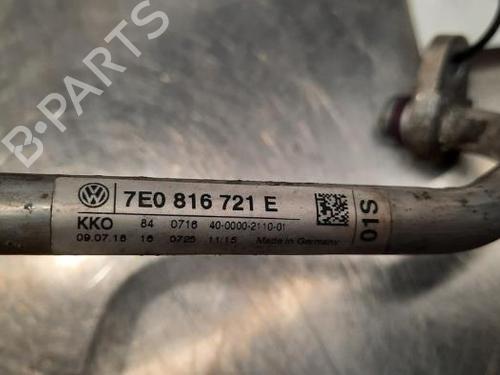 B-PARTS
7E0 816 721 E
KKO 84 0716 40-0000-2110-01
09.07.16 16 0725 11:15 Made in Germany
01S